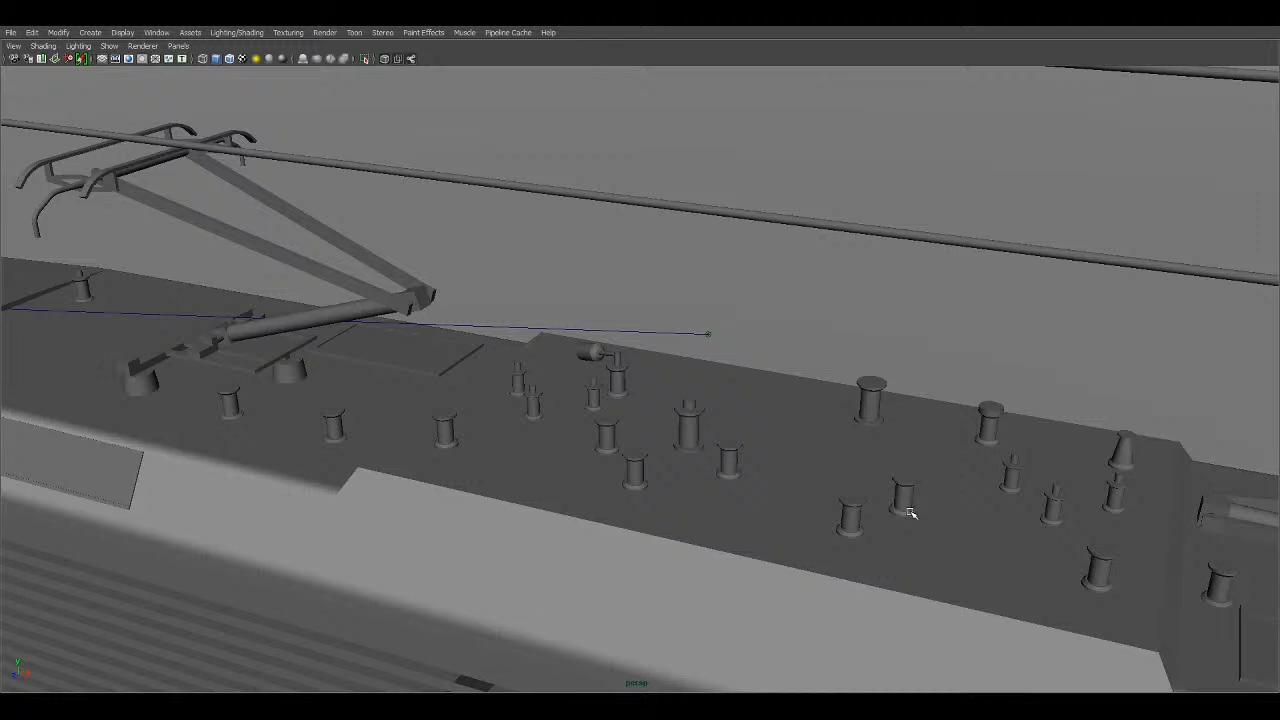 File Edit Modify Create Display Window Assets Lighting/Shading Texturing Render Toon Stereo Paint Effects Muscle Pipeline Cache Help
View Shading Lighting Show Renderer Panels
persp
y